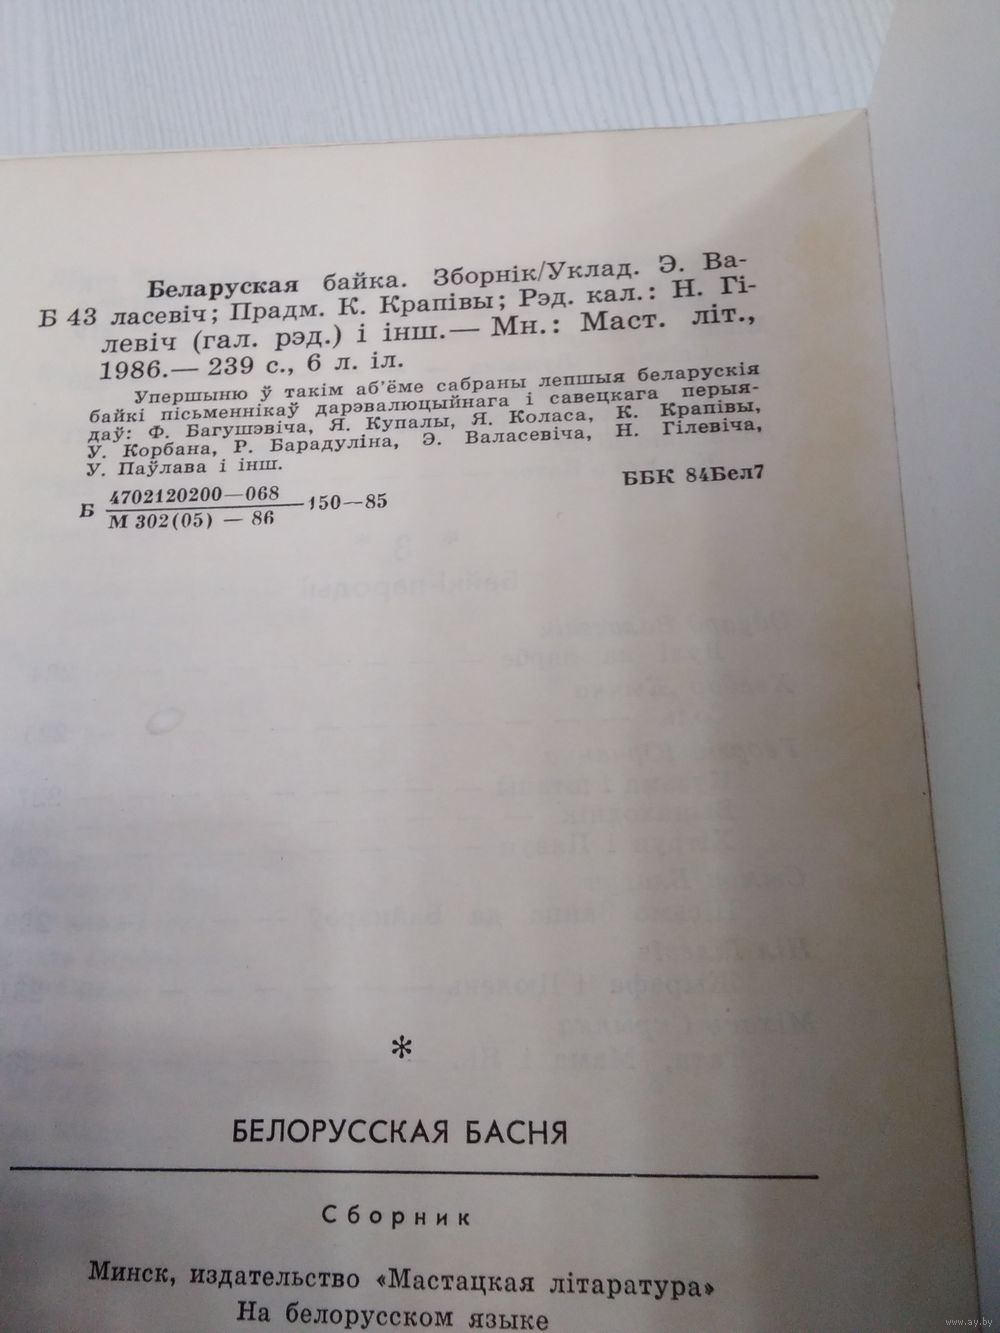 Беларуская байка. Зборнік/Уклад. Э. Ва-
Б 43 ласевіч; Прадм. К. Крапівы; Рэд. кал.: Н. Гі-
левіч (гал. рэд.) і інш.— Мн.: Маст. літ.,
1986.— 239 с., 6 л. іл.
Упершыню ў такім аб’ёме сабраны лепшыя беларускія
байкі пісьменнікаў дарэвалюцыйнага і савецкага перыя-
даў: Ф. Багушэвіча, Я. Купалы, Я. Коласа, К. Крапівы,
У. Корбана, Р. Барадуліна, Э. Валасевіча, Н. Гілевіча,
У. Паўлава і інш.
Б 4702120200—068
М 302(05) — 86 150—85
ББК 84Бел7
*
БЕЛОРУССКАЯ БАСНЯ
Сборник
Минск, издательство «Мастацкая літаратура»
На белорусском языке
www.ay.by